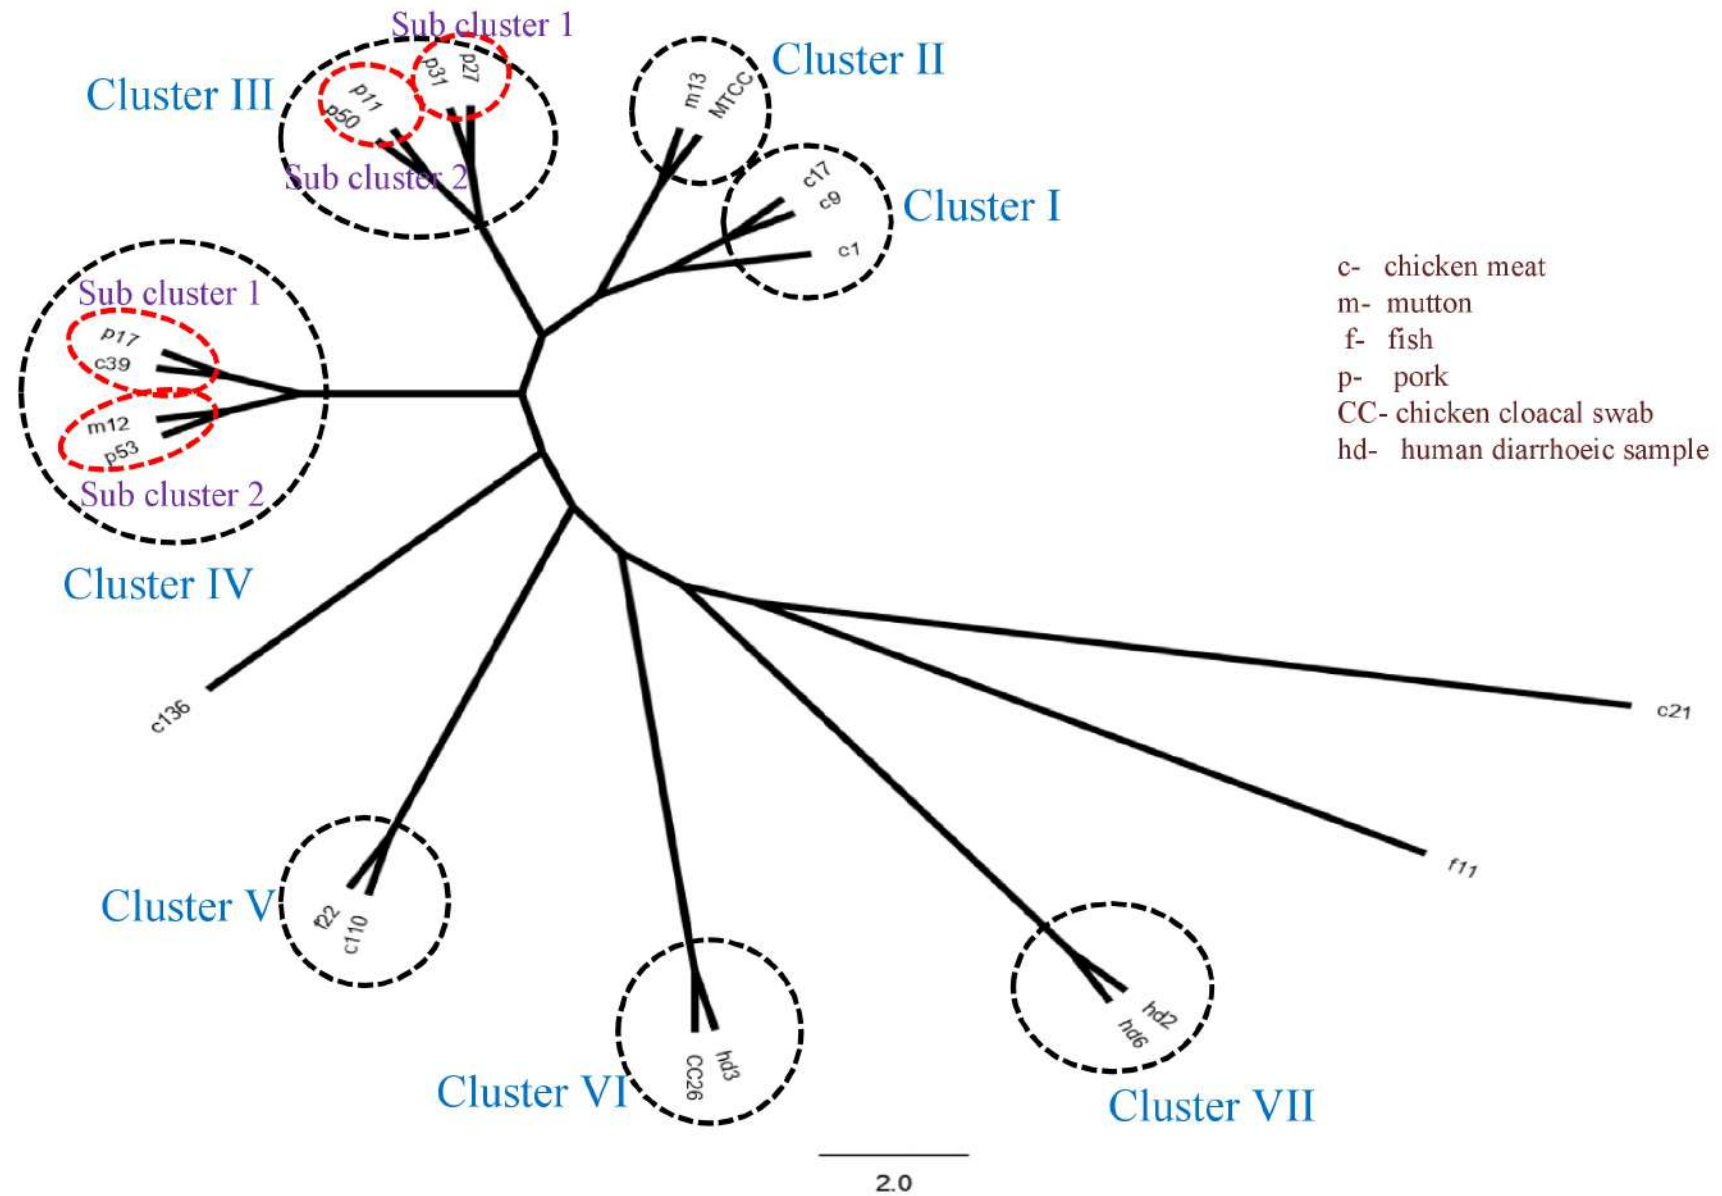 Sub cluster 1
Cluster III
p31
p27
p11
p50
Sub cluster 2
Cluster II
m13
MTCC
c17
c9
c1
Cluster I
Sub cluster 1
p17
c39
m12
p53
Sub cluster 2
Cluster IV
c- chicken meat
m- mutton
f- fish
p- pork
CC- chicken cloacal swab
hd- human diarrhoeic sample
c136
c21
f11
Cluster V
f22
c110
Cluster VI
CC26
hd3
hd2
hd6
Cluster VII
2.0